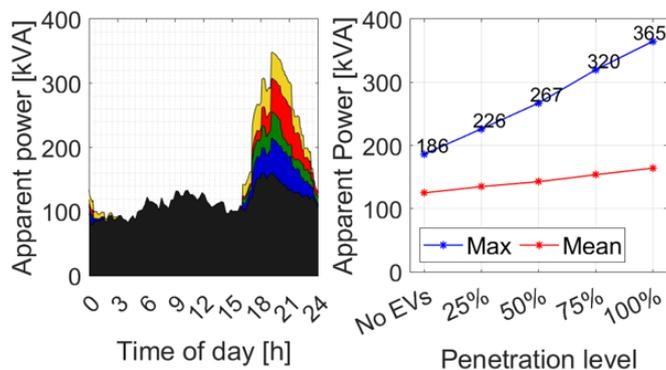 Apparent power [kVA]
400
300
200
100
0
0 3 6 9 12 15 18 21 24
Time of day [h]
Apparent Power [kVA]
400
300
200
100
0
186
226
267
320
365
Max Mean
No EVs 25% 50% 75% 100%
Penetration level